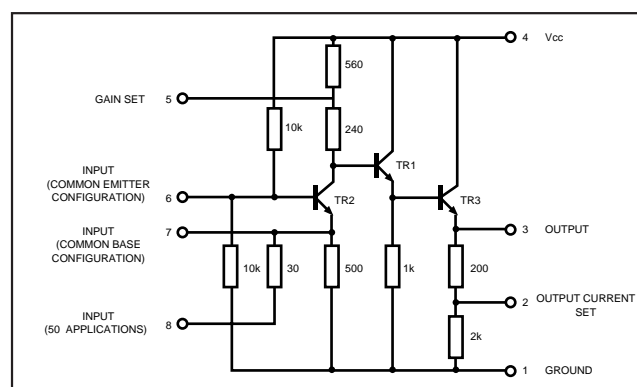 4 Vcc
560
GAIN SET 5
10k
240
TR1
INPUT
(COMMON EMITTER
CONFIGURATION)
6
TR2
TR3
INPUT
(COMMON BASE
CONFIGURATION)
7
3 OUTPUT
10k
30
500
1k
200
2 OUTPUT CURRENT
SET
INPUT
(50 APPLICATIONS)
8
2k
1 GROUND